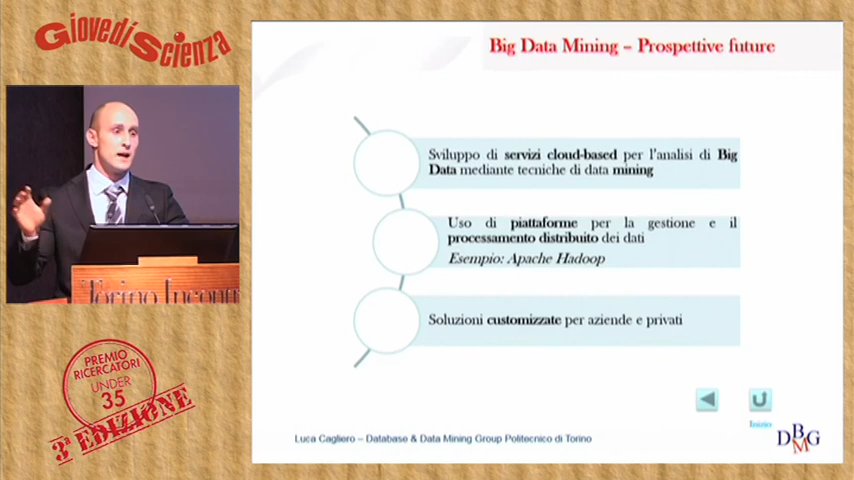 GiovedìScienza
Big Data Mining – Prospettive future
Sviluppo di servizi cloud-based per l'analisi di Big
Data mediante tecniche di data mining
Uso di piattaforme per la gestione e il
processamento distribuito dei dati
Esempio: Apache Hadoop
Soluzioni customizzate per aziende e privati
Inizio
Luca Cagliero – Database & Data Mining Group Politecnico di Torino
DBMG
Torino Incont
PREMIO
RICERCATORI
UNDER
35
3ª EDIZIONE